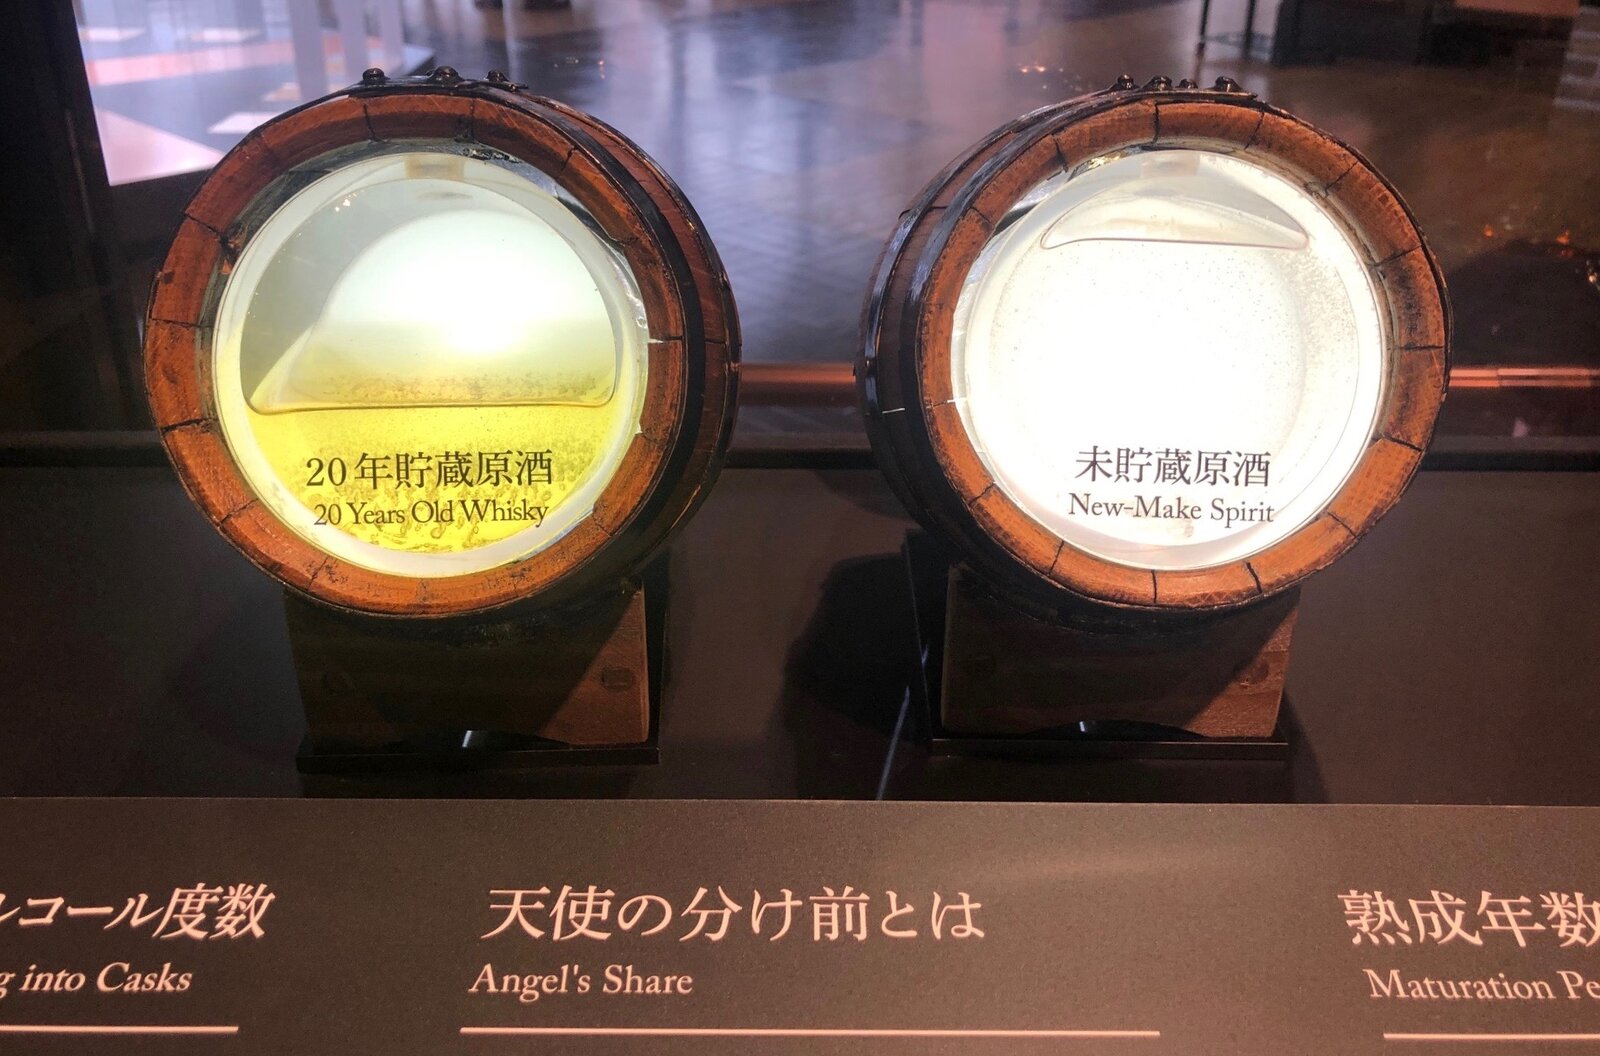 20年貯蔵原酒
20 Years Old Whisky
未貯蔵原酒
New-Make Spirit
コール度数
into Casks
天使の分け前とは
Angel's Share
熟成年数
Maturation